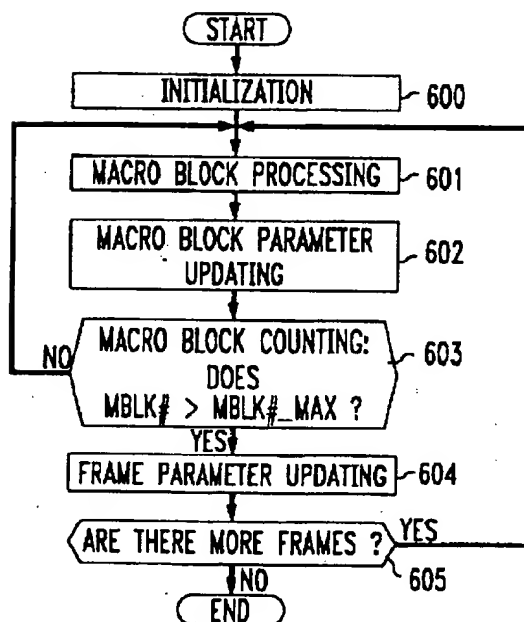 START
INITIALIZATION
600
MACRO BLOCK PROCESSING
601
MACRO BLOCK PARAMETER
UPDATING
602
MACRO BLOCK COUNTING:
DOES
MBLK# > MBLK#_MAX ?
603
NO
YES
FRAME PARAMETER UPDATING
604
ARE THERE MORE FRAMES ?
YES
605
NO
END